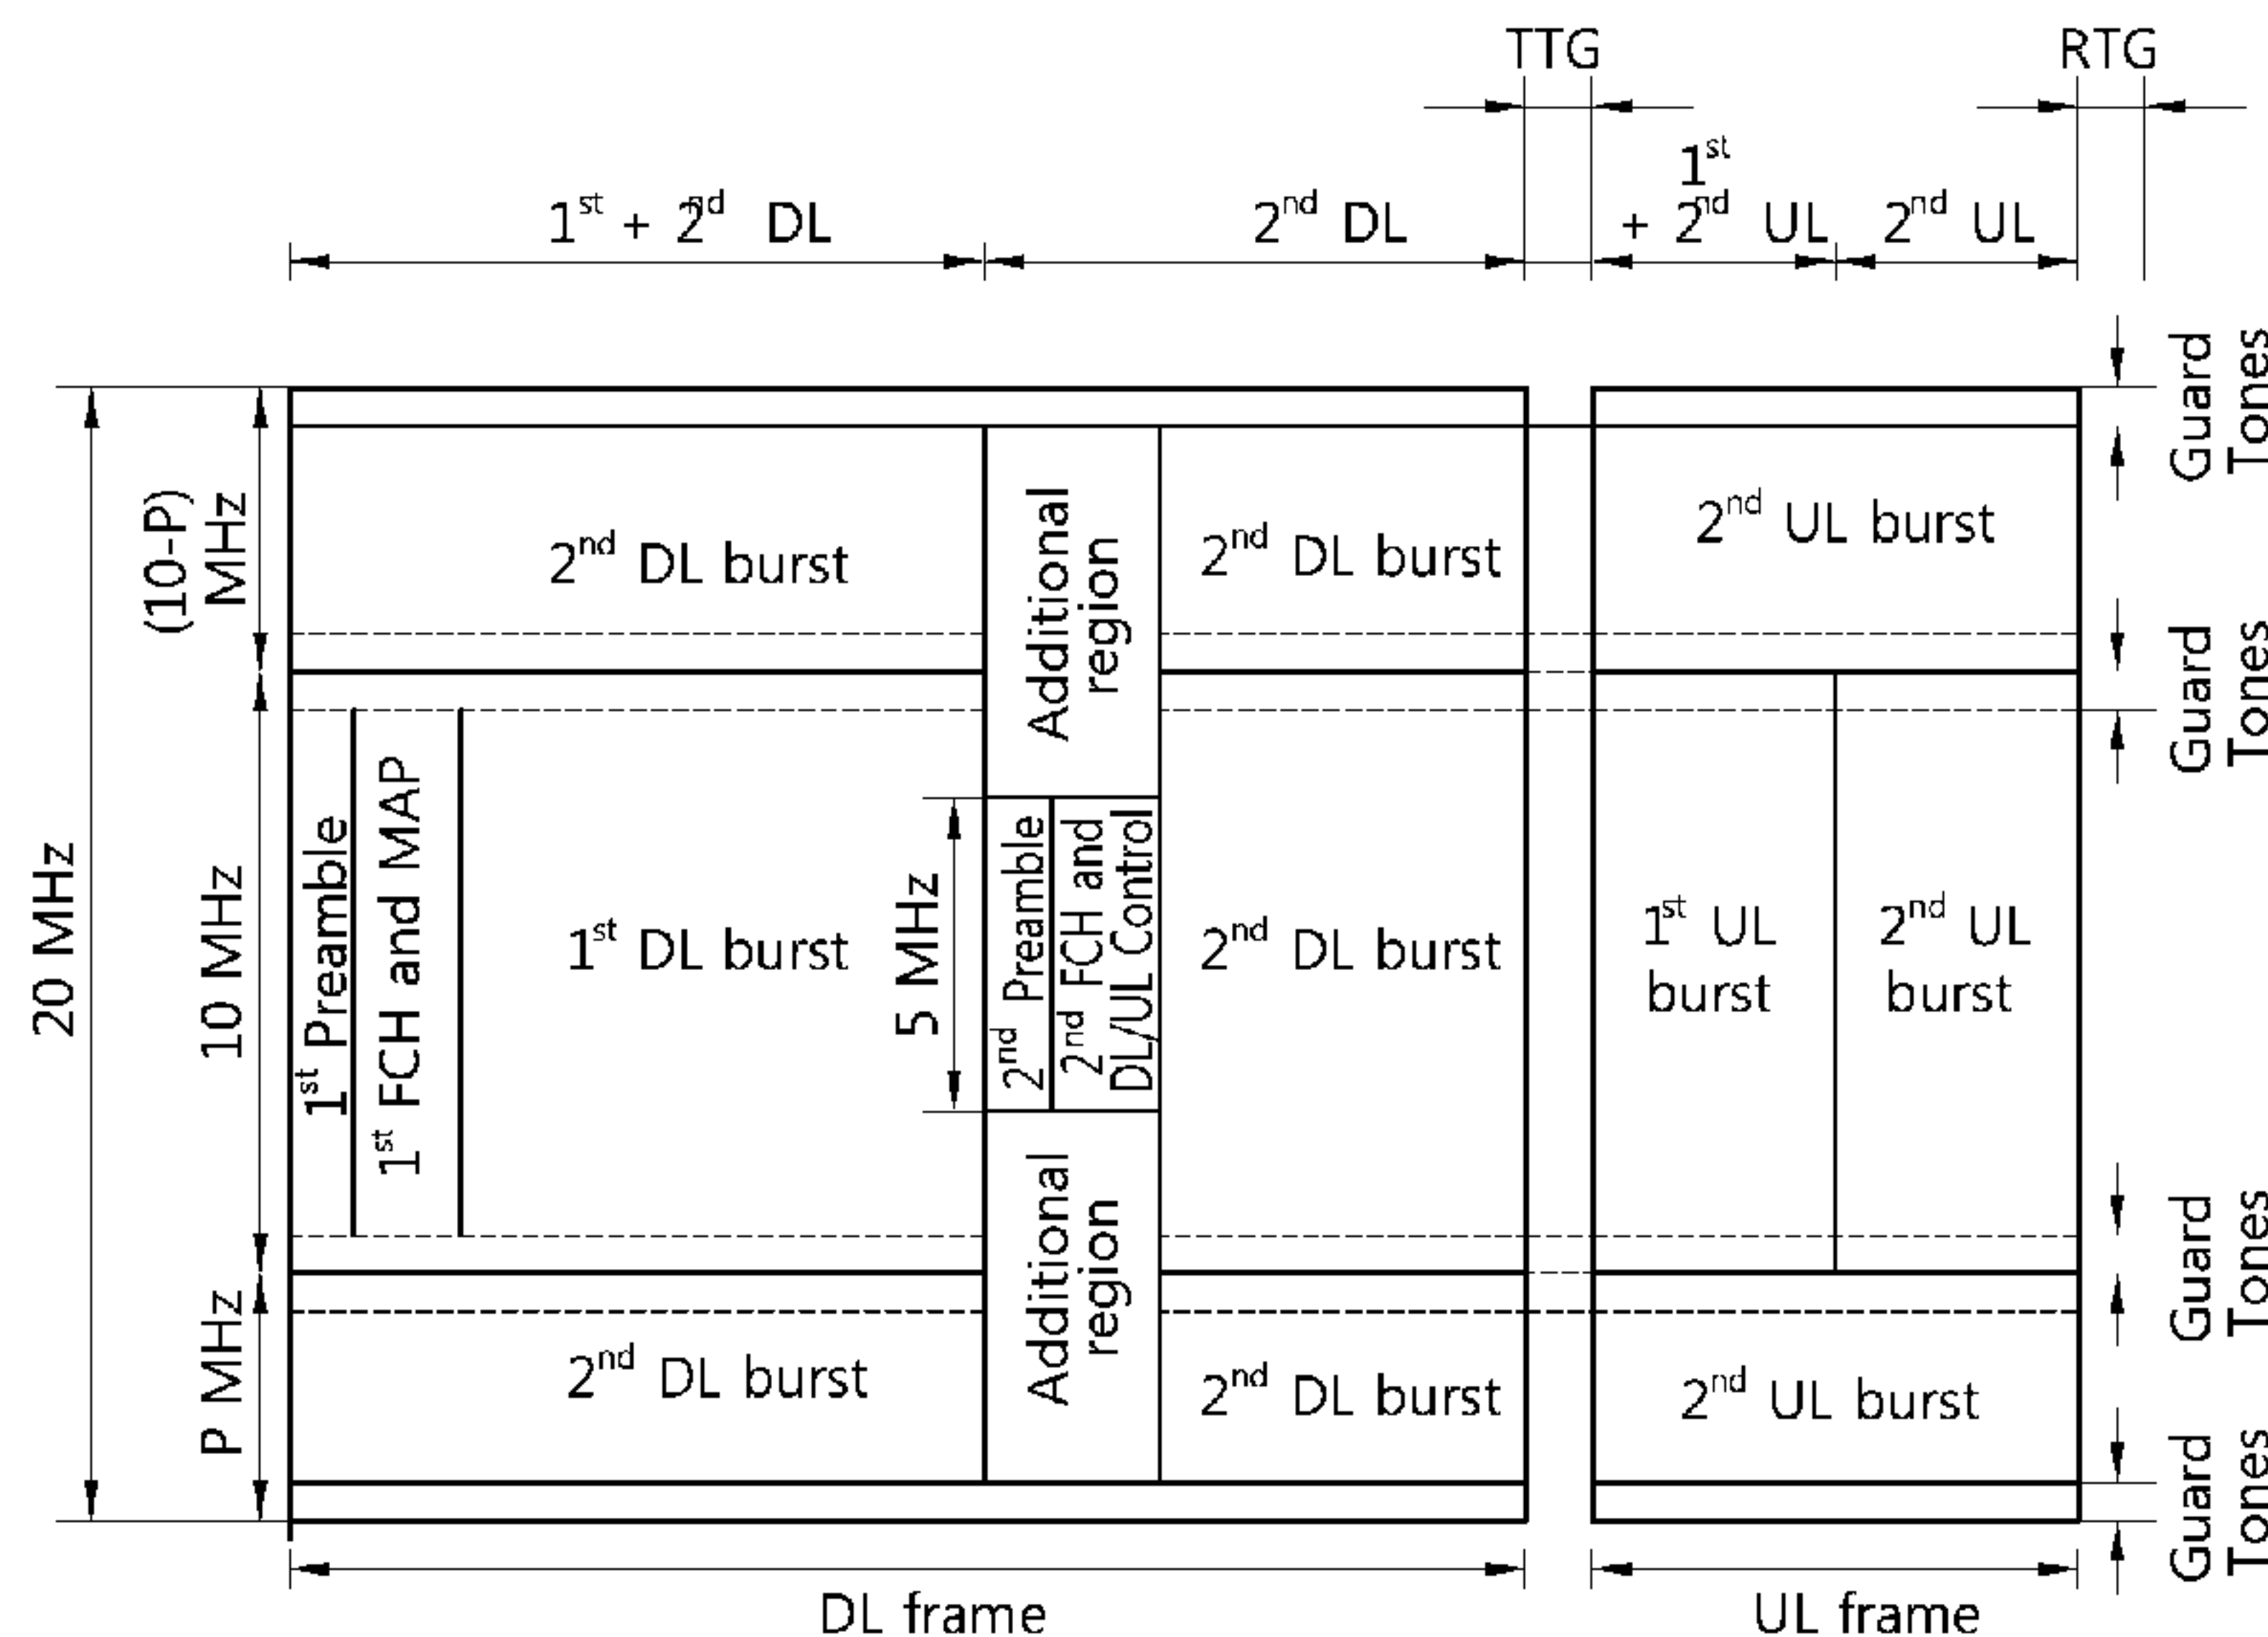 TTG
RTG
1st + 2nd DL
2nd DL
1st
+ 2nd UL
2nd UL
Guard
Tones
(10-P)
MHz
2nd DL burst
Additional
region
2nd DL burst
2nd UL burst
Guard
Tones
20 MHz
10 MHz
1st Preamble
1st FCH and MAP
1st DL burst
5 MHz
2nd Preamble
2nd FCH and
DL/UL Control
2nd DL burst
1st UL
burst
2nd UL
burst
Guard
Tones
P MHz
2nd DL burst
Additional
region
2nd DL burst
2nd UL burst
Guard
Tones
DL frame
UL frame